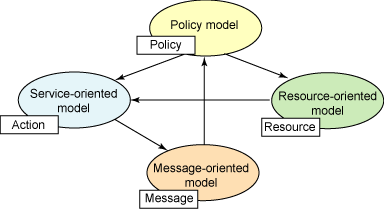 Policy model
Policy
Service-oriented
model
Action
Resource-oriented
model
Resource
Message-oriented
model
Message